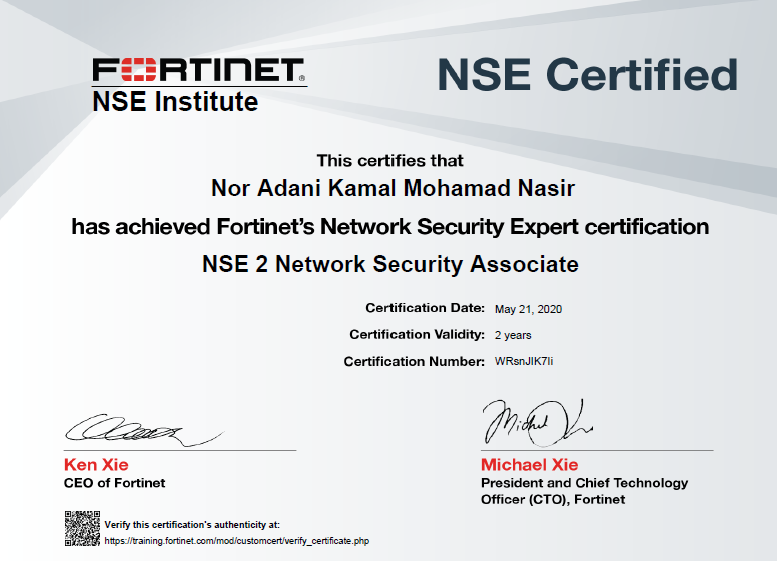 FORTINET®
NSE Institute
NSE Certified
This certifies that
Nor Adani Kamal Mohamad Nasir
has achieved Fortinet's Network Security Expert certification
NSE 2 Network Security Associate
Certification Date: May 21, 2020
Certification Validity: 2 years
Certification Number: WRsnJIK7Ii
Ken Xie
CEO of Fortinet
Michael Xie
President and Chief Technology
Officer (CTO), Fortinet
Verify this certification's authenticity at:
https://training.fortinet.com/mod/customcert/verify_certificate.php